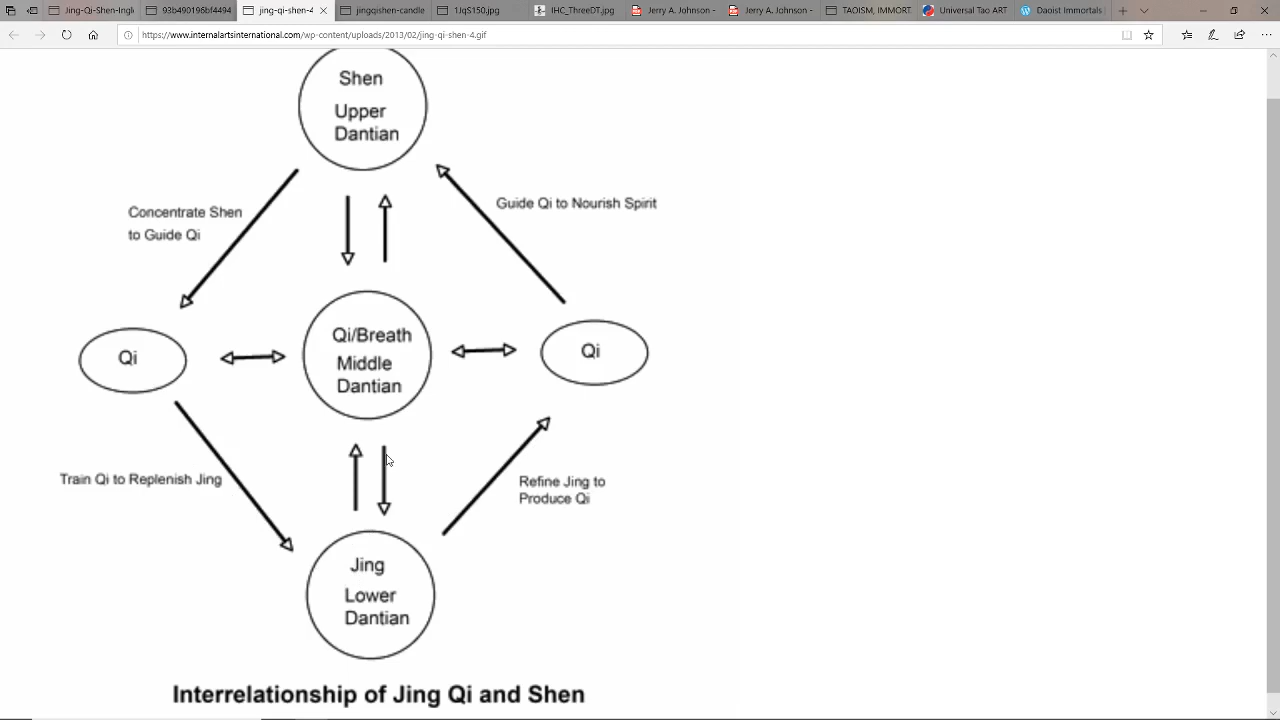 Jing-Qi-Shen-Ingl
93b490196bf4494
jing-qi-shen-4
jingqishen-candle
1JqS150.jpg
IHC_ThreeDT.jpg
Jerry A. Johnson -
Jerry A. Johnson -
TAOISM, IMMORT
Universal Tao ART
Daoist Immortals
https://www.internalartsinternational.com/wp-content/uploads/2013/02/jing-qi-shen-4.gif
Shen
Upper
Dantian
Concentrate Shen
to Guide Qi
Guide Qi to Nourish Spirit
Qi
Qi/Breath
Middle
Dantian
Qi
Train Qi to Replenish Jing
Refine Jing to
Produce Qi
Jing
Lower
Dantian
Interrelationship of Jing Qi and Shen